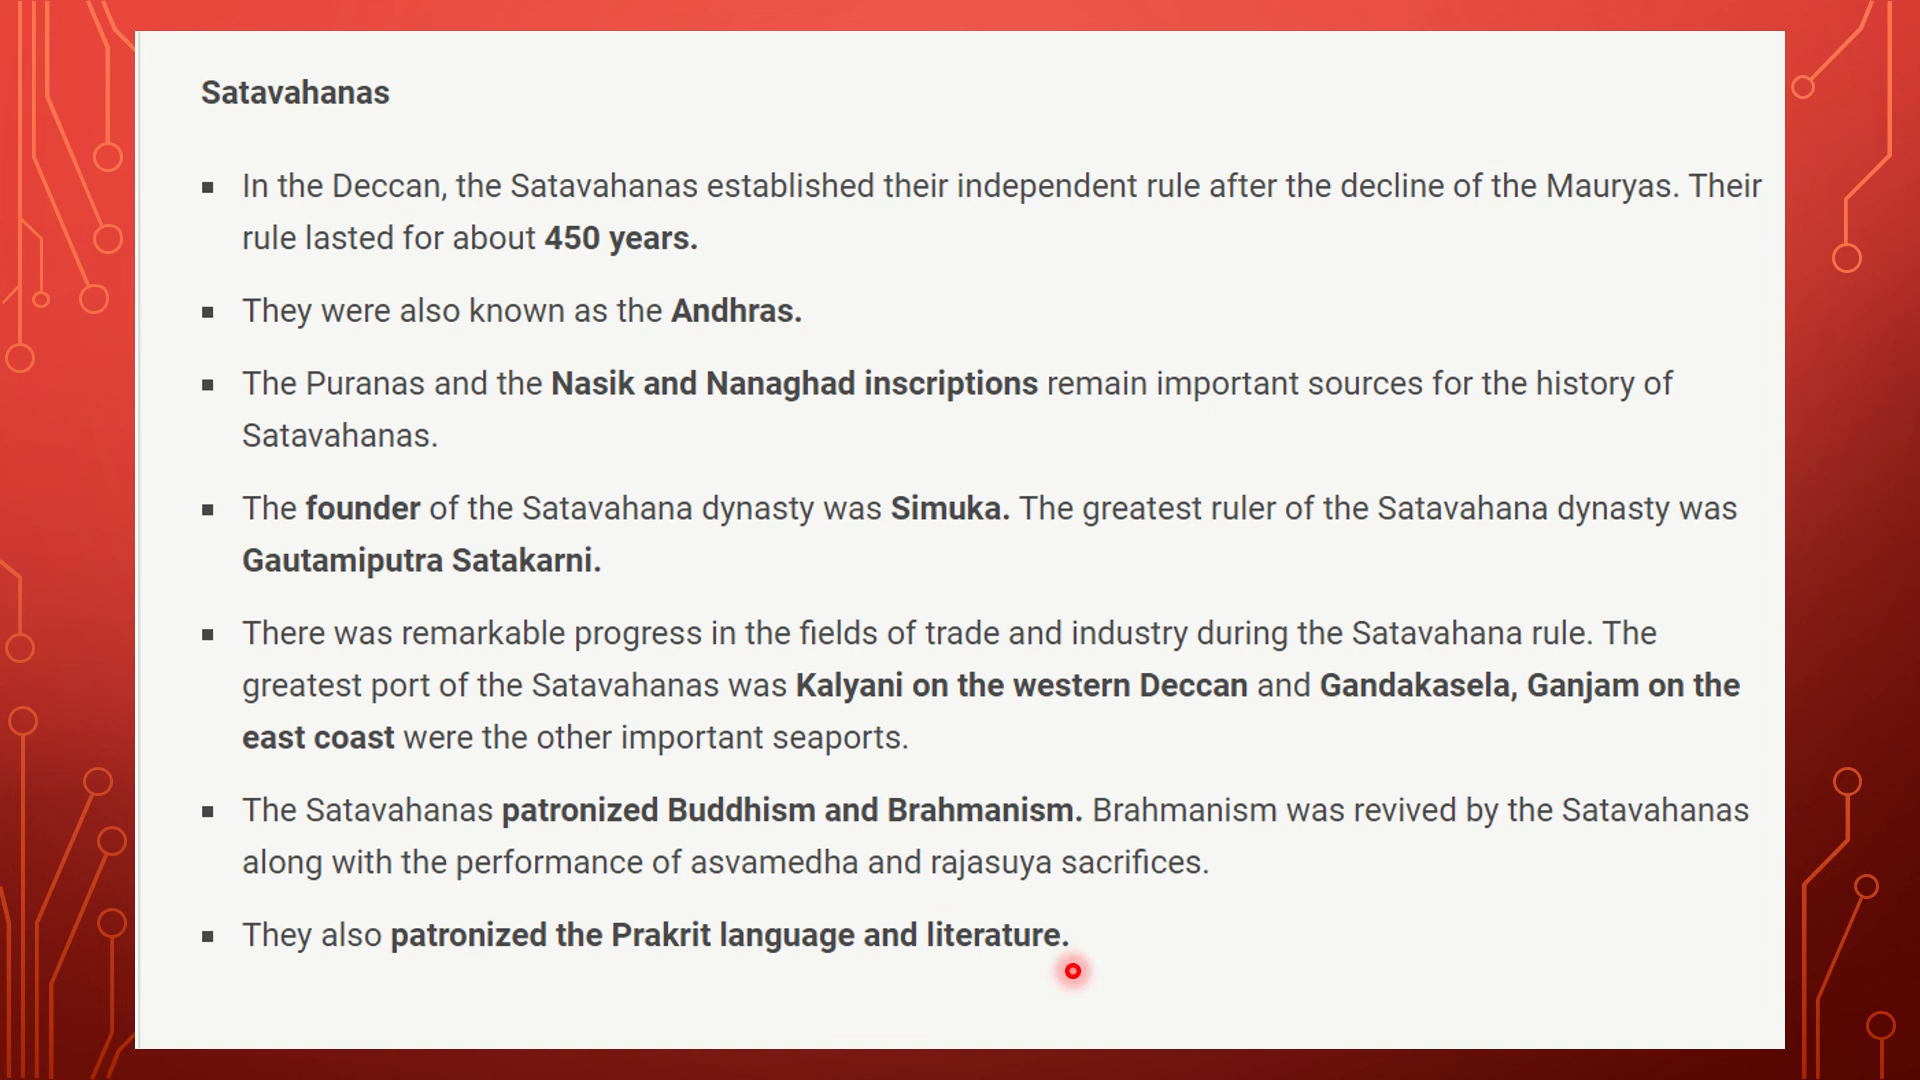 Satavahanas
▪ In the Deccan, the Satavahanas established their independent rule after the decline of the Mauryas. Their
rule lasted for about 450 years.
▪ They were also known as the Andhras.
▪ The Puranas and the Nasik and Nanaghad inscriptions remain important sources for the history of
Satavahanas.
▪ The founder of the Satavahana dynasty was Simuka. The greatest ruler of the Satavahana dynasty was
Gautamiputra Satakarni.
▪ There was remarkable progress in the fields of trade and industry during the Satavahana rule. The
greatest port of the Satavahanas was Kalyani on the western Deccan and Gandakasela, Ganjam on the
east coast were the other important seaports.
▪ The Satavahanas patronized Buddhism and Brahmanism. Brahmanism was revived by the Satavahanas
along with the performance of asvamedha and rajasuya sacrifices.
▪ They also patronized the Prakrit language and literature.